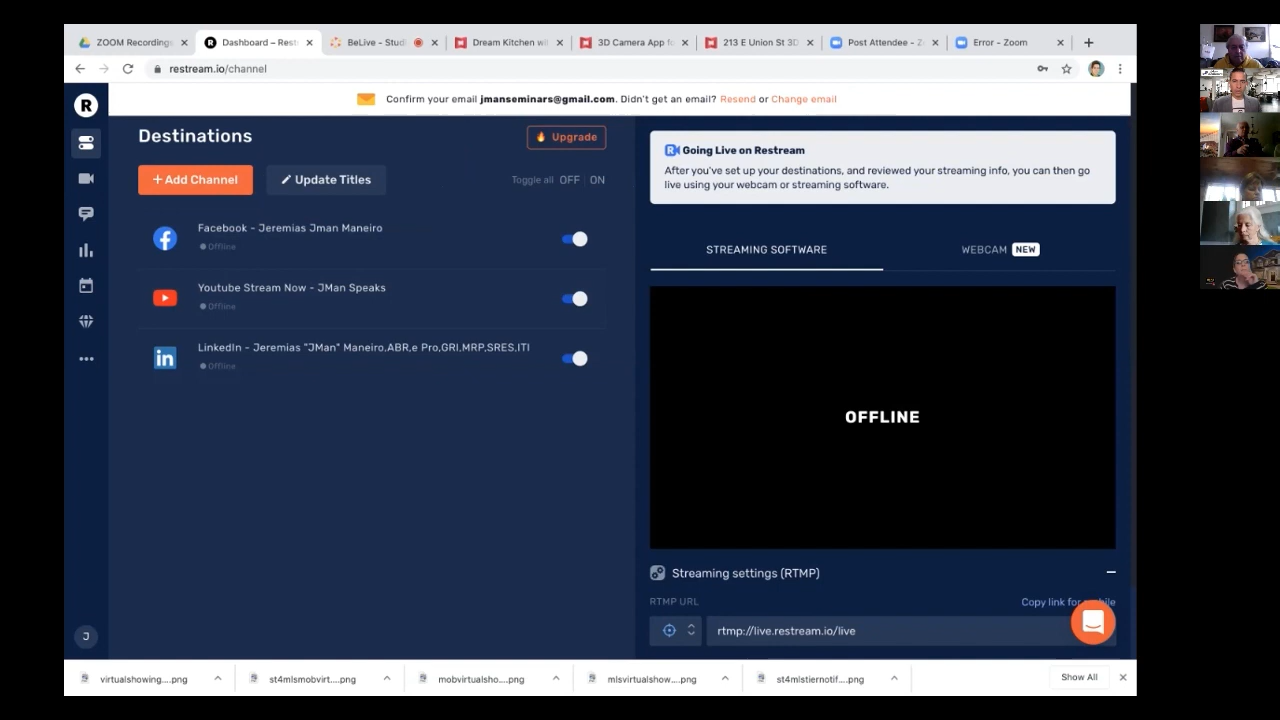 ZOOM Recordings
Dashboard – Rest
BeLive - Studi
Dream Kitchen wi
3D Camera App fo
213 E Union St 3D
Post Attendee - Z
Error - Zoom
restream.io/channel
Confirm your email jmanseminars@gmail.com. Didn't get an email? Resend or Change email
Destinations
Upgrade
+ Add Channel
Update Titles
Toggle all OFF ON
Facebook - Jeremias Jman Maneiro
Offline
Youtube Stream Now - JMan Speaks
Offline
LinkedIn - Jeremias "JMan" Maneiro,ABR,e Pro,GRI,MRP,SRES,ITI
Offline
J
Going Live on Restream
After you've set up your destinations, and reviewed your streaming info, you can then go
live using your webcam or streaming software.
STREAMING SOFTWARE
WEBCAM NEW
OFFLINE
Streaming settings (RTMP)
RTMP URL
Copy link for
rtmp://live.restream.io/live
virtualshowing....png
st4mlsmobvirt....png
mobvirtualsho....png
mlsvirtualshow....png
st4mlstiernotif....png
Show All